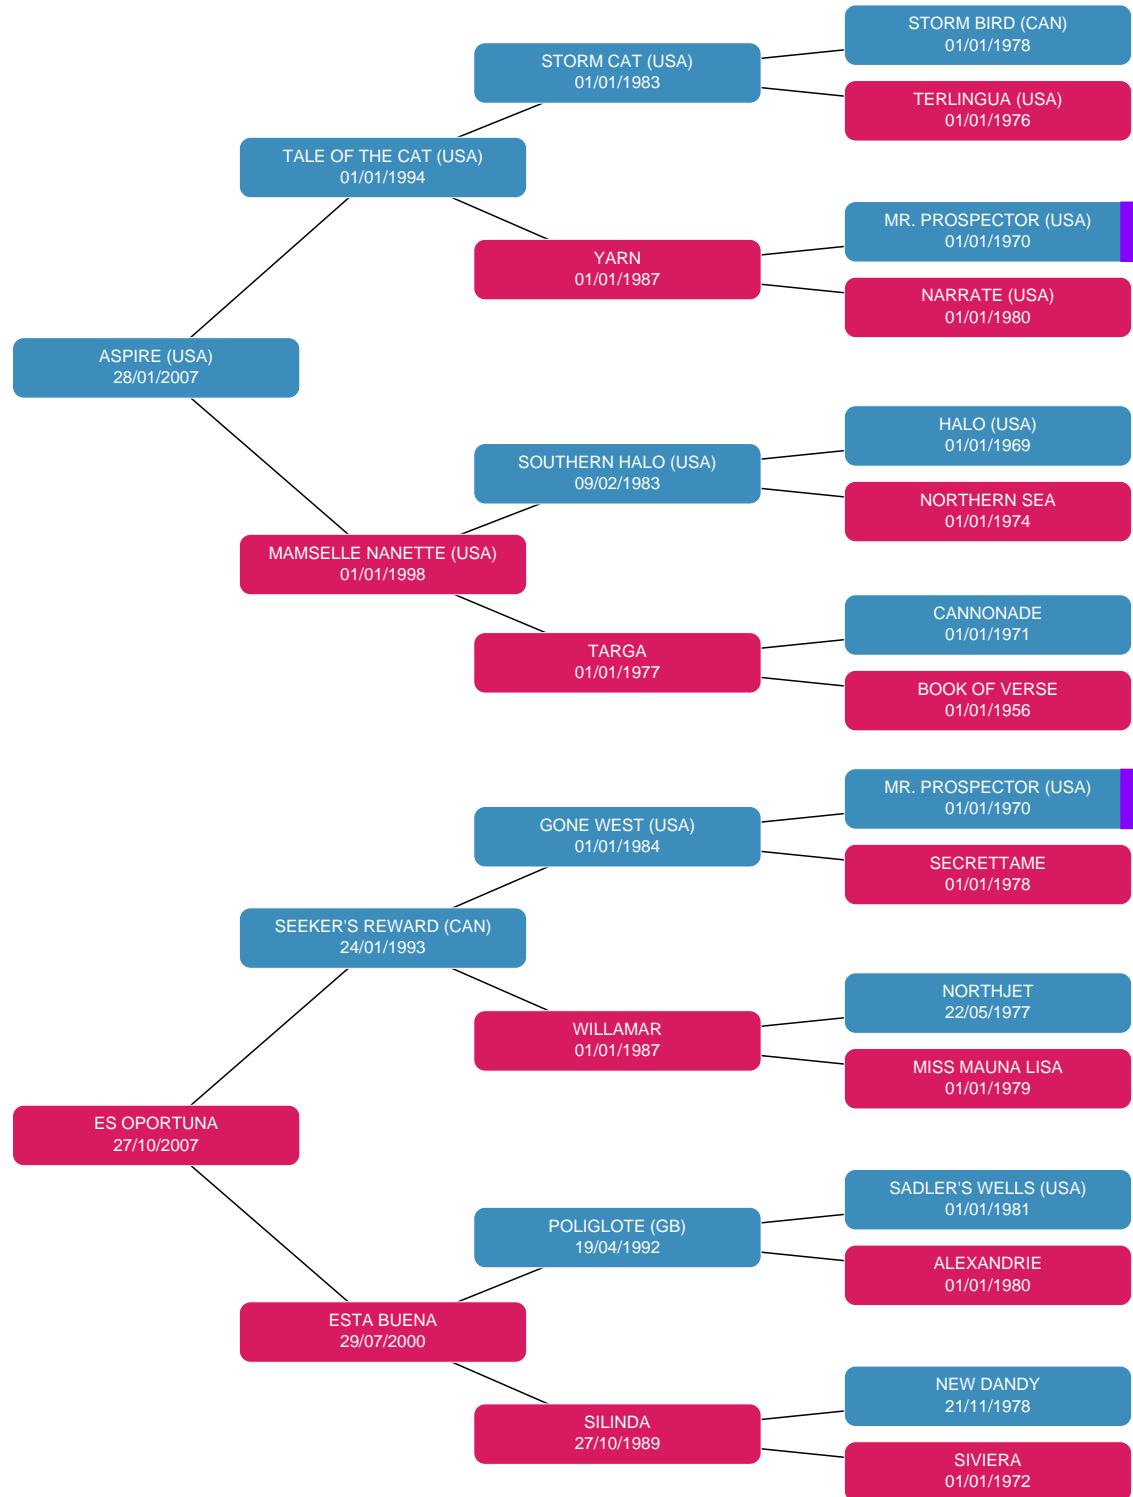 STORM BIRD (CAN)
01/01/1978
STORM CAT (USA)
01/01/1983
TERLINGUA (USA)
01/01/1976
TALE OF THE CAT (USA)
01/01/1994
MR. PROSPECTOR (USA)
01/01/1970
YARN
01/01/1987
NARRATE (USA)
01/01/1980
ASPIRE (USA)
28/01/2007
HALO (USA)
01/01/1969
SOUTHERN HALO (USA)
09/02/1983
NORTHERN SEA
01/01/1974
MAMSELLE NANETTE (USA)
01/01/1998
CANNONADE
01/01/1971
TARGA
01/01/1977
BOOK OF VERSE
01/01/1956
MR. PROSPECTOR (USA)
01/01/1970
GONE WEST (USA)
01/01/1984
SECRETTAME
01/01/1978
SEEKER'S REWARD (CAN)
24/01/1993
NORTHJET
22/05/1977
WILLAMAR
01/01/1987
MISS MAUNA LISA
01/01/1979
ES OPORTUNA
27/10/2007
SADLER'S WELLS (USA)
01/01/1981
POLIGLOTE (GB)
19/04/1992
ALEXANDRIE
01/01/1980
ESTA BUENA
29/07/2000
NEW DANDY
21/11/1978
SILINDA
27/10/1989
SIVIERA
01/01/1972